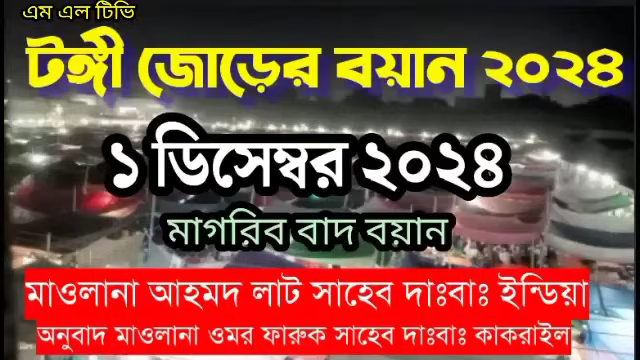 এম এল টিভি
টঙ্গী জোড়ের বয়ান ২০২৪
১ ডিসেম্বর ২০২৪
মাগরিব বাদ বয়ান
মাওলানা আহমদ লাট সাহেব দাঃবাঃ ইন্ডিয়া
অনুবাদ মাওলানা ওমর ফারুক সাহেব দাঃবাঃ কাকরাইল